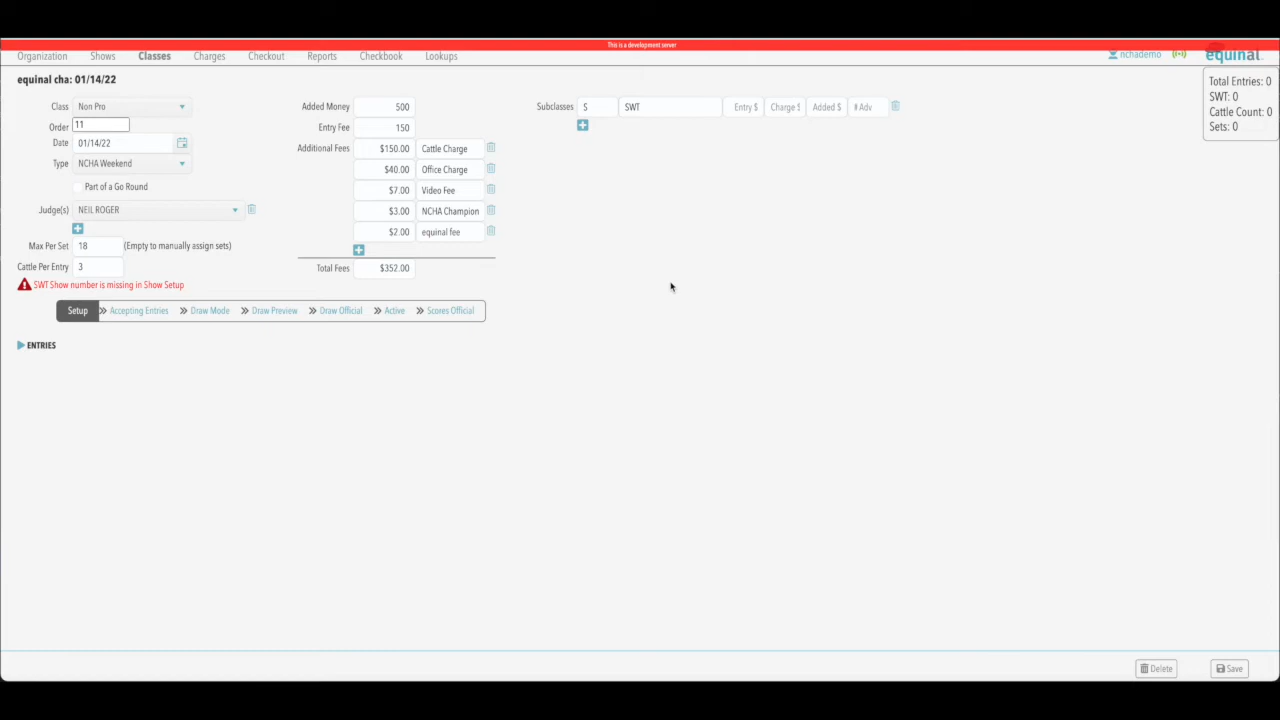 This is a development server
Organization Shows Classes Charges Checkout Reports Checkbook Lookups nchademo equinal
equinal cha: 01/14/22
Total Entries: 0
SWT: 0
Cattle Count: 0
Sets: 0
Class Non Pro
Order 11
Date 01/14/22
Type NCHA Weekend
Part of a Go Round
Judge(s) NEIL ROGER
Max Per Set 18 (Empty to manually assign sets)
Cattle Per Entry 3
SWT Show number is missing in Show Setup
Added Money 500
Entry Fee 150
Additional Fees $150.00 Cattle Charge
$40.00 Office Charge
$7.00 Video Fee
$3.00 NCHA Champion
$2.00 equinal fee
Total Fees $352.00
Subclasses S SWT Entry $ Charge $ Added $ # Adv
Setup Accepting Entries Draw Mode Draw Preview Draw Official Active Scores Official
ENTRIES
Delete Save